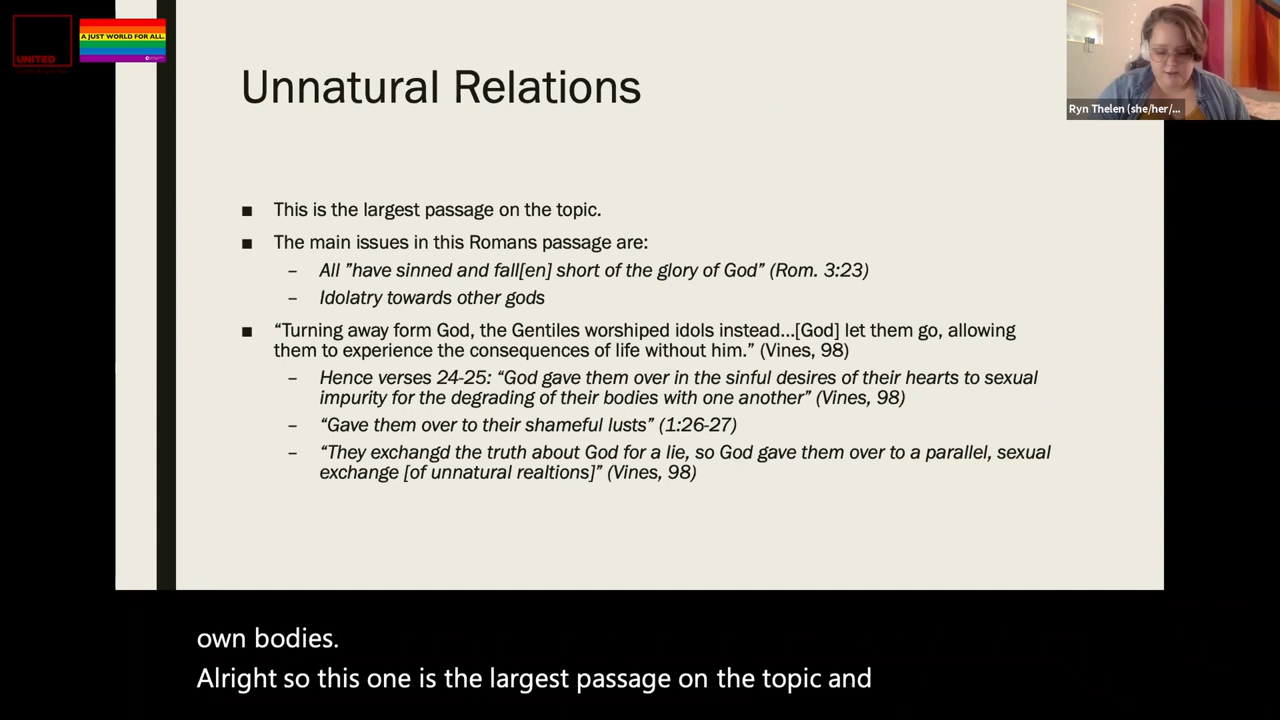 UNITED
A JUST WORLD FOR ALL.
Ryn Thelen (she/her/...
Unnatural Relations
■ This is the largest passage on the topic.
■ The main issues in this Romans passage are:
– All ”have sinned and fall[en] short of the glory of God” (Rom. 3:23)
– Idolatry towards other gods
■ “Turning away form God, the Gentiles worshiped idols instead...[God] let them go, allowing
them to experience the consequences of life without him.” (Vines, 98)
– Hence verses 24-25: “God gave them over in the sinful desires of their hearts to sexual
impurity for the degrading of their bodies with one another” (Vines, 98)
– “Gave them over to their shameful lusts” (1:26-27)
– “They exchangd the truth about God for a lie, so God gave them over to a parallel, sexual
exchange [of unnatural realtions]” (Vines, 98)
own bodies.
Alright so this one is the largest passage on the topic and